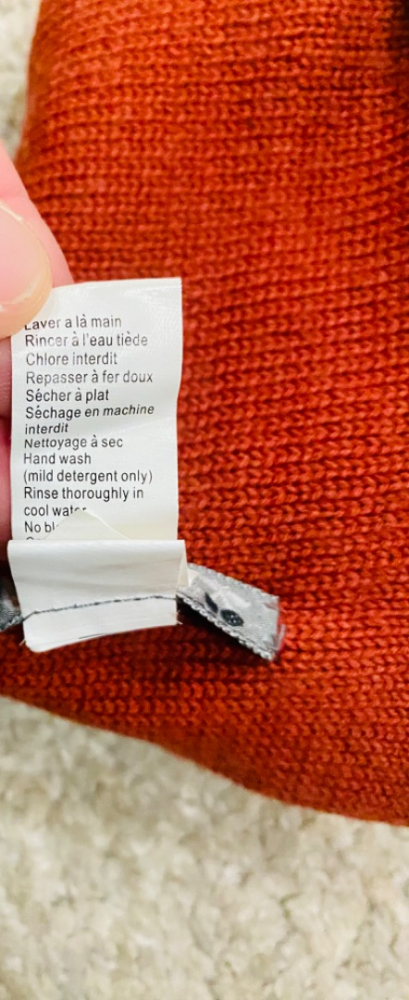 Laver a là main
Rincer à l'eau tiède
Chlore interdit
Repasser à fer doux
Sécher à plat
Séchage en machine
interdit
Nettoyage à sec
Hand wash
(mild detergent only)
Rinse thoroughly in
cool water
No